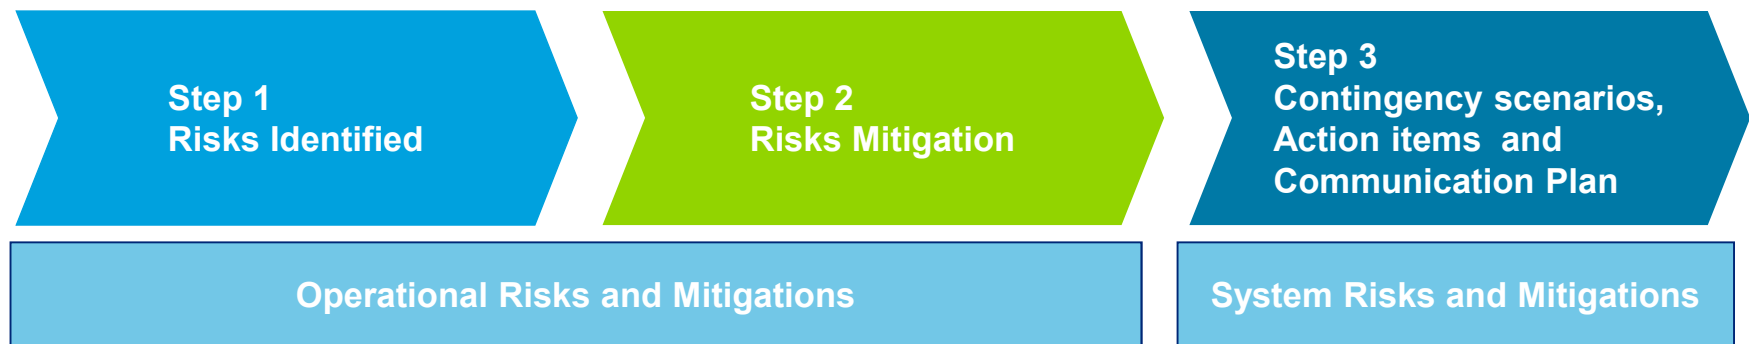 Step 1
Risks Identified
Step 2
Risks Mitigation
Step 3
Contingency scenarios,
Action items  and
Communication Plan
Operational Risks and Mitigations
System Risks and Mitigations